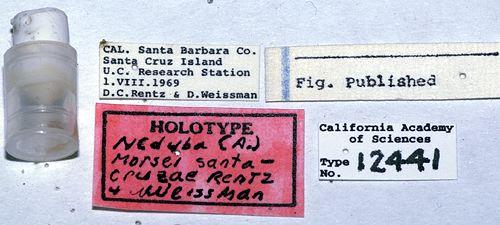 CAL. Santa Barbara Co.
Santa Cruz Island
U.C. Research Station
1.VIII.1969
D.C.Rentz & D.Weissman
Fig. Published
HOLOTYPE
Neduba (A.)
Morsei santa-
cruzae Rentz
& Weissman
California Academy
of Sciences
Type
No. 12441